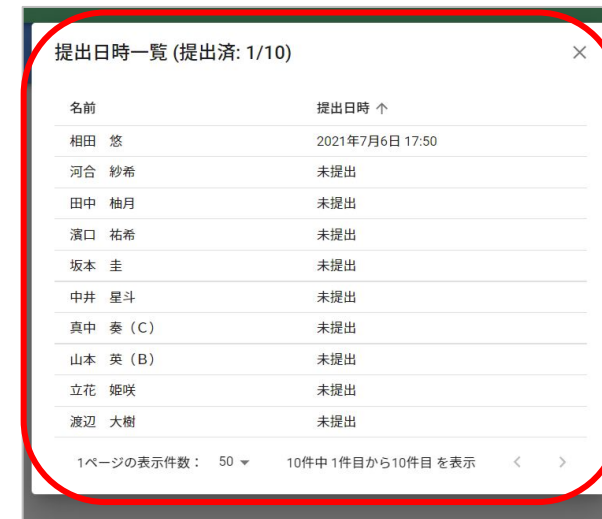 提出日時一覧 (提出済: 1/10)
名前 提出日時 ↑
相田 悠 2021年7月6日 17:50
河合 紗希 未提出
田中 柚月 未提出
濱口 祐希 未提出
坂本 圭 未提出
中井 星斗 未提出
真中 奏（C） 未提出
山本 英（B） 未提出
立花 姫咲 未提出
渡辺 大樹 未提出
1ページの表示件数： 50 10件中 1件目から10件目 を表示